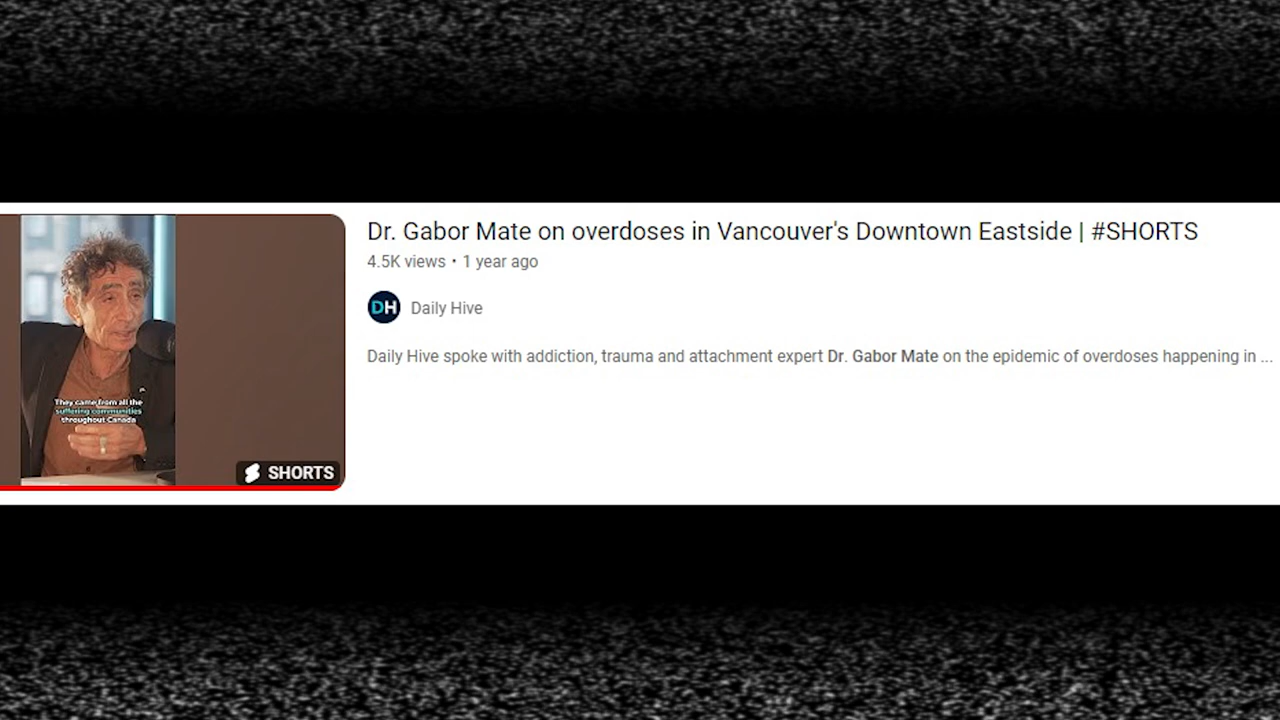 Dr. Gabor Mate on overdoses in Vancouver's Downtown Eastside | #SHORTS
4.5K views • 1 year ago
DH Daily Hive
Daily Hive spoke with addiction, trauma and attachment expert Dr. Gabor Mate on the epidemic of overdoses happening in ...
They came from all the
suffering communities
throughout Canada
SHORTS